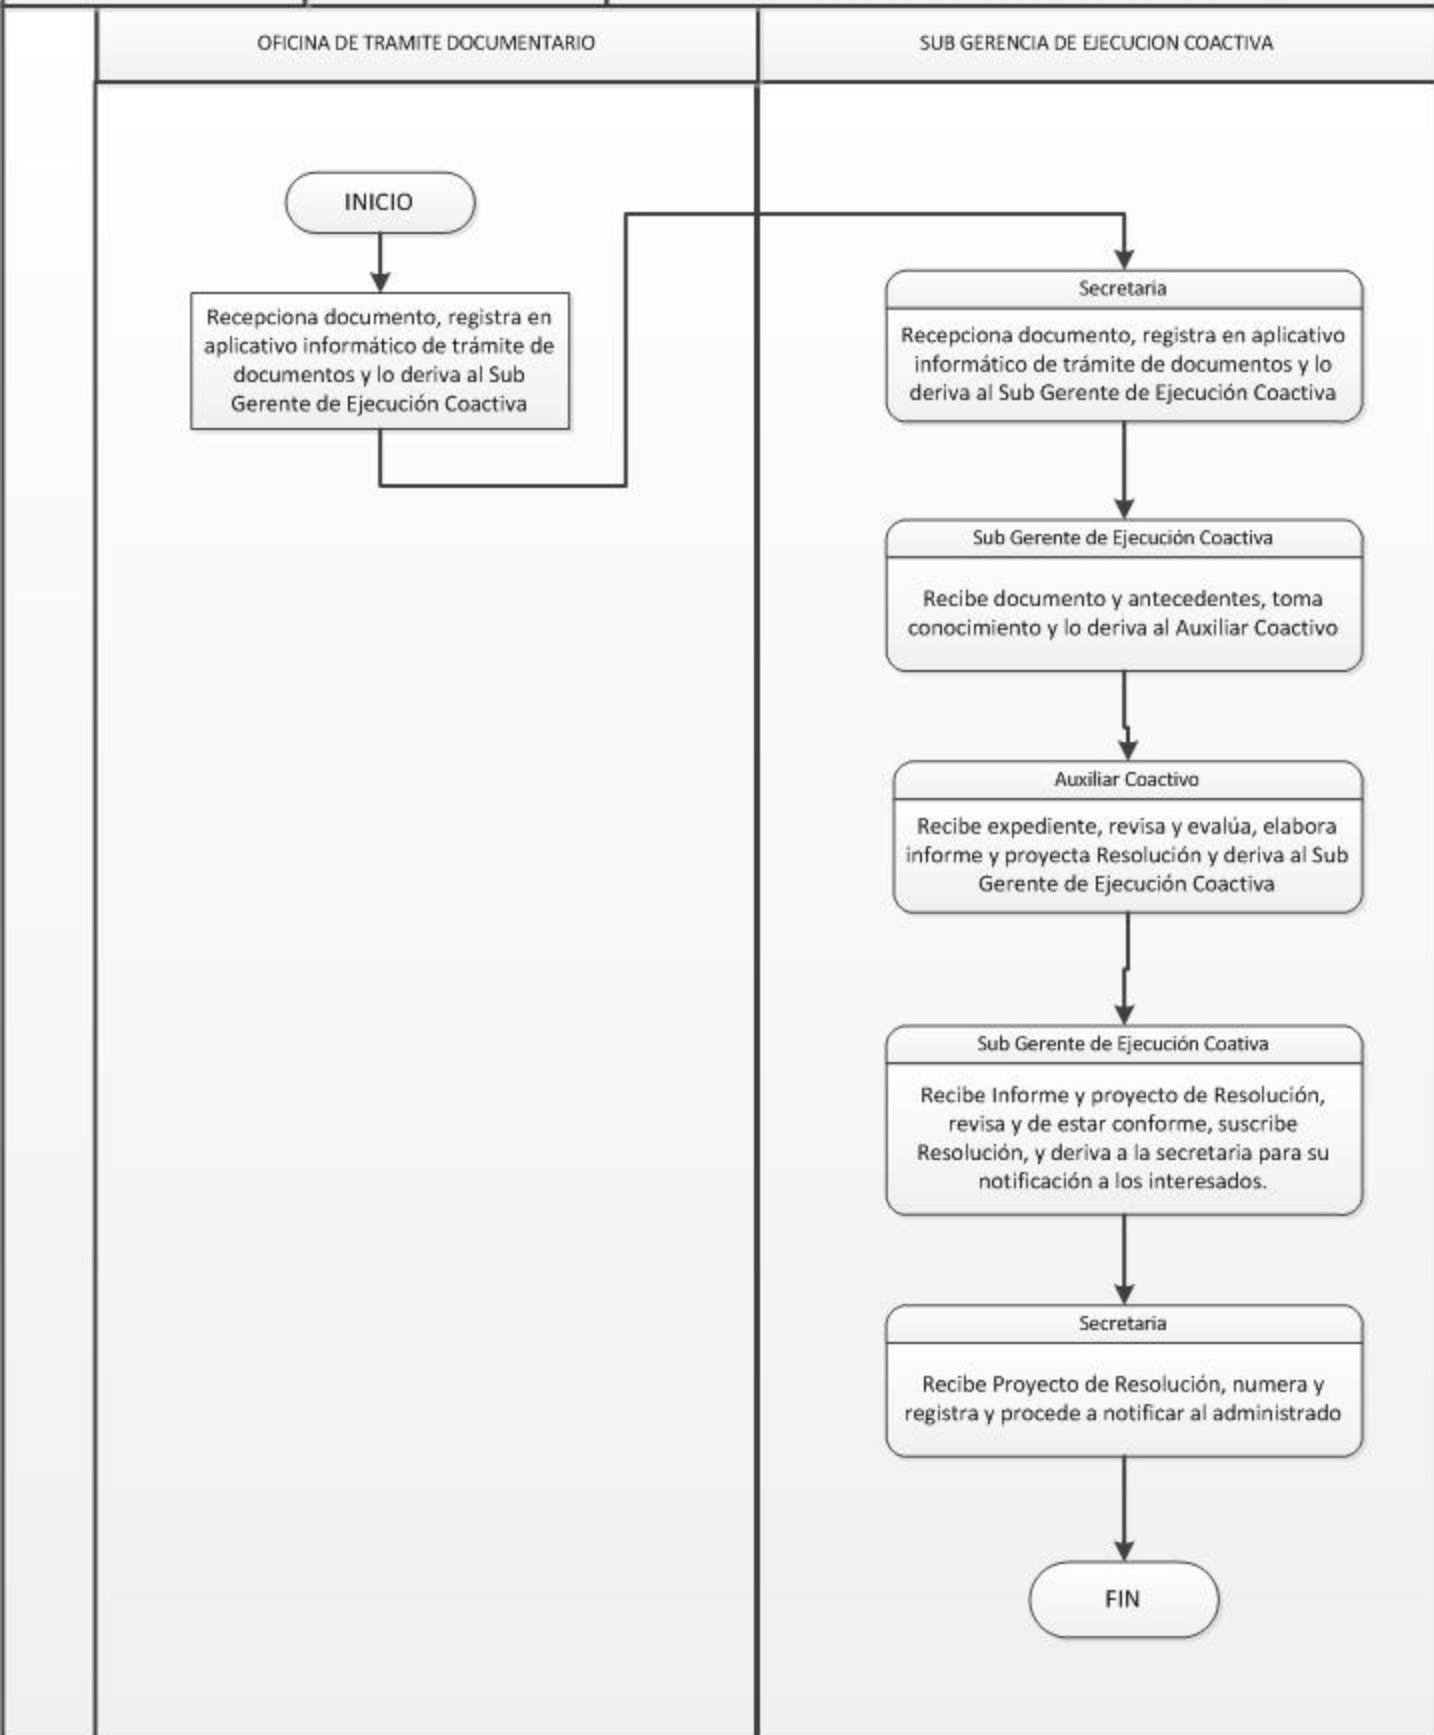 OFICINA DE TRAMITE DOCUMENTARIO
SUB GERENCIA DE EJECUCION COACTIVA
INICIO
Recepciona documento, registra en
aplicativo informático de trámite de
documentos y lo deriva al Sub
Gerente de Ejecución Coactiva
Secretaria
Recepciona documento, registra en aplicativo
informático de trámite de documentos y lo
deriva al Sub Gerente de Ejecución Coactiva
Sub Gerente de Ejecución Coactiva
Recibe documento y antecedentes, toma
conocimiento y lo deriva al Auxiliar Coactivo
Auxiliar Coactivo
Recibe expediente, revisa y evalúa, elabora
informe y proyecta Resolución y deriva al Sub
Gerente de Ejecución Coactiva
Sub Gerente de Ejecución Coativa
Recibe Informe y proyecto de Resolución,
revisa y de estar conforme, suscribe
Resolución, y deriva a la secretaria para su
notificación a los interesados.
Secretaria
Recibe Proyecto de Resolución, numera y
registra y procede a notificar al administrado
FIN